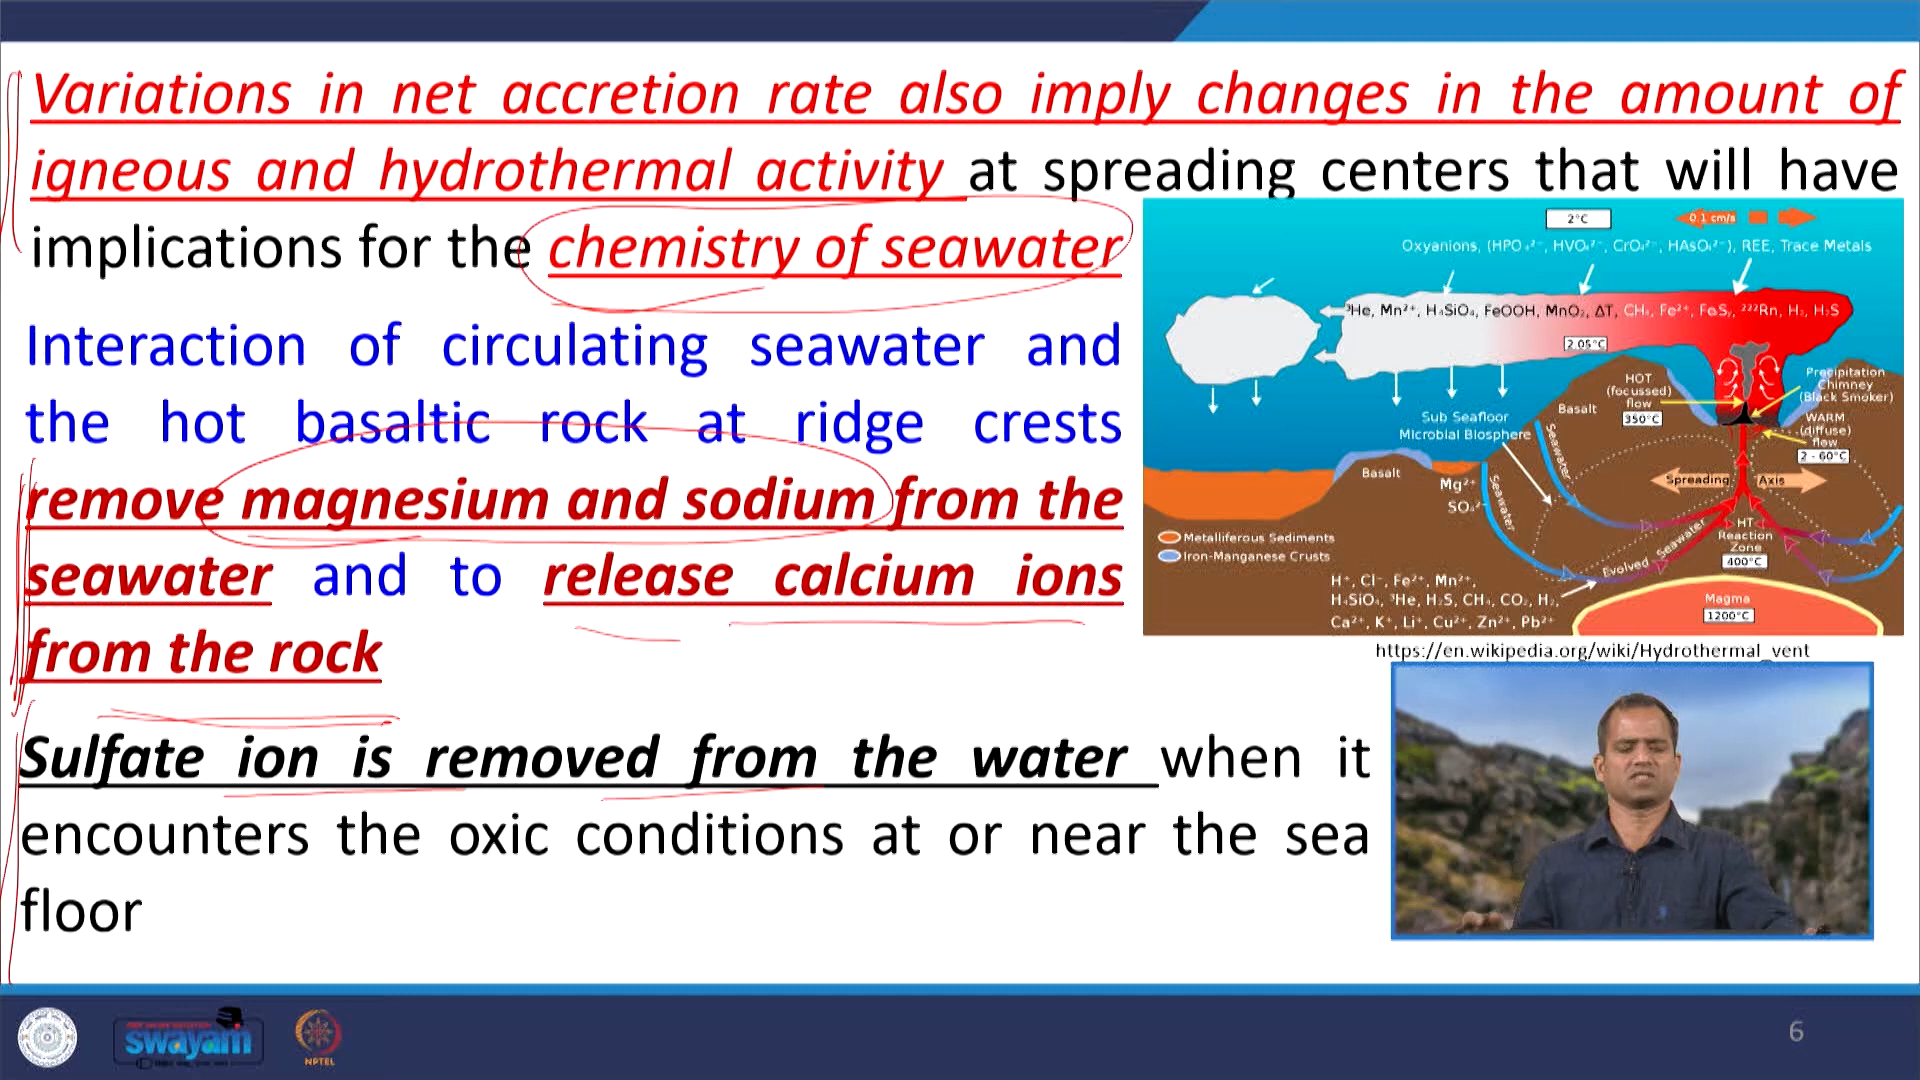 Variations in net accretion rate also imply changes in the amount of
igneous and hydrothermal activity at spreading centers that will have
implications for the chemistry of seawater
Interaction of circulating seawater and
the hot basaltic rock at ridge crests
remove magnesium and sodium from the
seawater and to release calcium ions
from the rock
Sulfate ion is removed from the water when it
encounters the oxic conditions at or near the sea
floor
2°C
0.1 cm/s
Oxyanions, (HPO₄²⁻, HVO₄²⁻, CrO₄²⁻, HAsO₄²⁻), REE, Trace Metals
³He, Mn²⁺, H₄SiO₄, FeOOH, MnO₂, ΔT, CH₄, Fe²⁺, FeSₓ, ²²²Rn, H₂, H₂S
2.05°C
HOT
(focussed)
flow
350°C
Precipitation
Chimney
(Black Smoker)
WARM
(diffuse)
flow
2 - 60°C
Basalt
Sub Seafloor
Microbial Biosphere
Seawater
Basalt
Mg²⁺
SO₄²⁻
Seawater
Spreading Axis
HT
Reaction
Zone
400°C
Evolved Seawater
Metalliferous Sediments
Iron-Manganese Crusts
H⁺, Cl⁻, Fe²⁺, Mn²⁺,
H₄SiO₄, ³He, H₂S, CH₄, CO₂, H₂,
Ca²⁺, K⁺, Li⁺, Cu²⁺, Zn²⁺, Pb²⁺
Magma
1200°C
https://en.wikipedia.org/wiki/Hydrothermal_vent
swayam
NPTEL
6